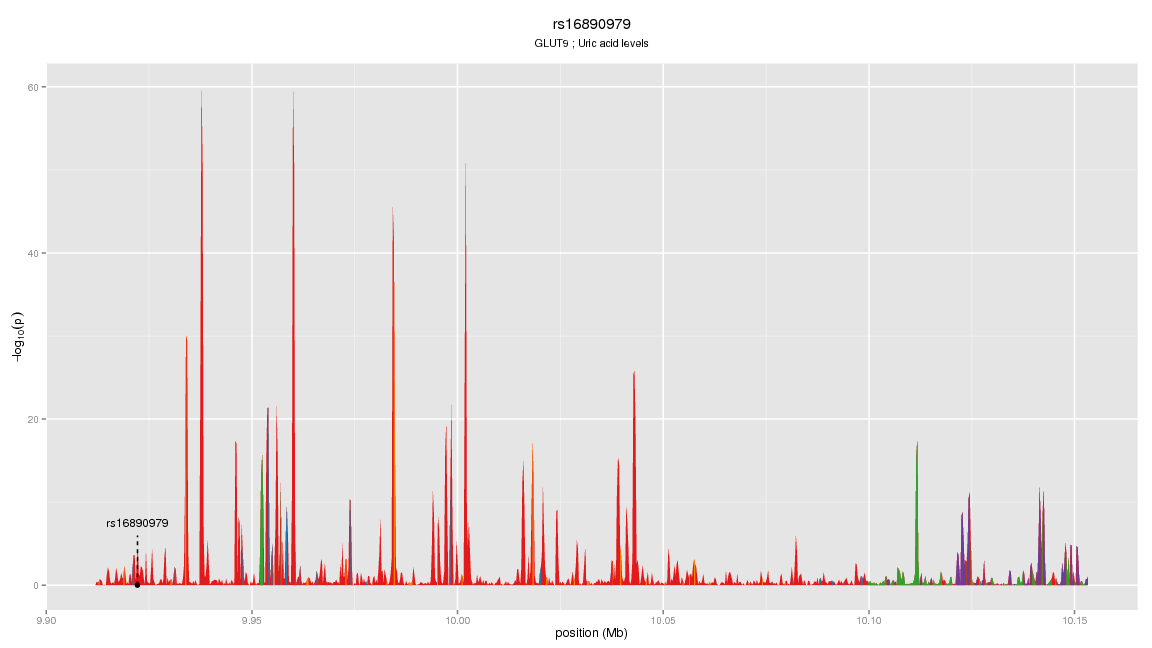 rs16890979
GLUT9 ; Uric acid levels
60
40
20
0
−log10(p)
rs16890979
9.90 9.95 10.00 10.05 10.10 10.15
position (Mb)